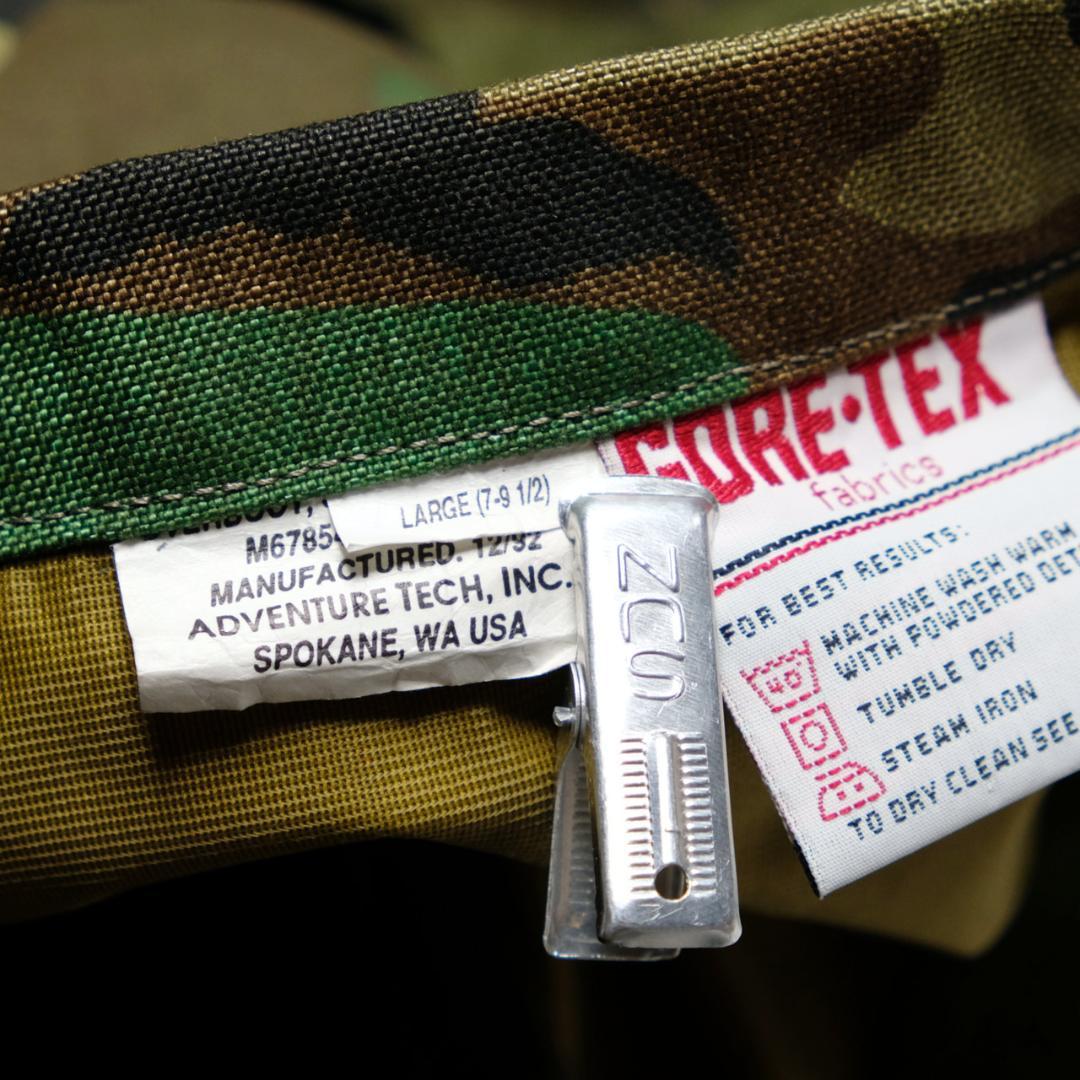 LARGE (7-9 1/2)
M6785
MANUFACTURED. 12/92
ADVENTURE TECH, INC.
SPOKANE, WA USA
NCS
GORE-TEX
fabrics
FOR BEST RESULTS:
MACHINE WASH WARM
WITH POWDERED DET
TUMBLE DRY
STEAM IRON
TO DRY CLEAN SEE